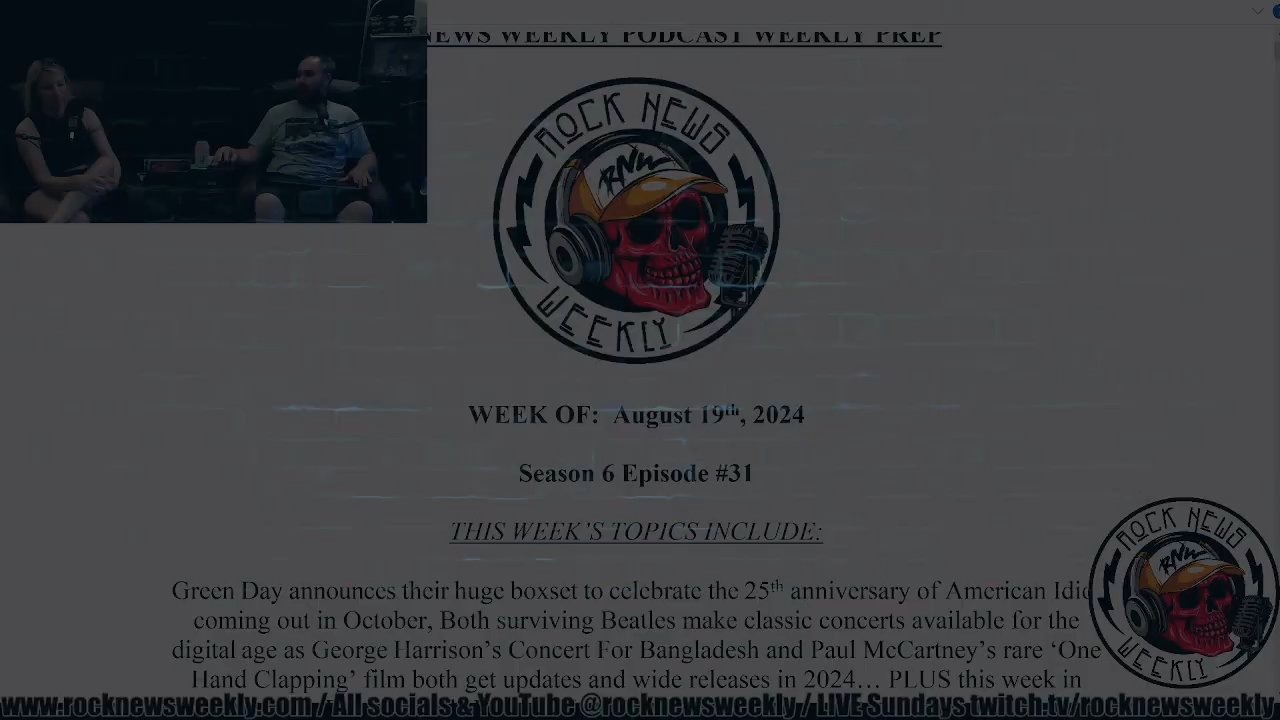 NEWS WEEKLY PODCAST WEEKLY PREP
ROCK NEWS
RNW
WEEKLY
WEEK OF: August 19th, 2024
Season 6 Episode #31
THIS WEEK'S TOPICS INCLUDE:
Green Day announces their huge boxset to celebrate the 25th anniversary of American Idio
coming out in October, Both surviving Beatles make classic concerts available for the
digital age as George Harrison's Concert For Bangladesh and Paul McCartney's rare 'One
Hand Clapping' film both get updates and wide releases in 2024… PLUS this week in
ROCK NEWS
RNW
WEEKLY
www.rocknewsweekly.com / All socials & YouTube @rocknewsweekly / LIVE Sundays twitch.tv/rocknewsweekly